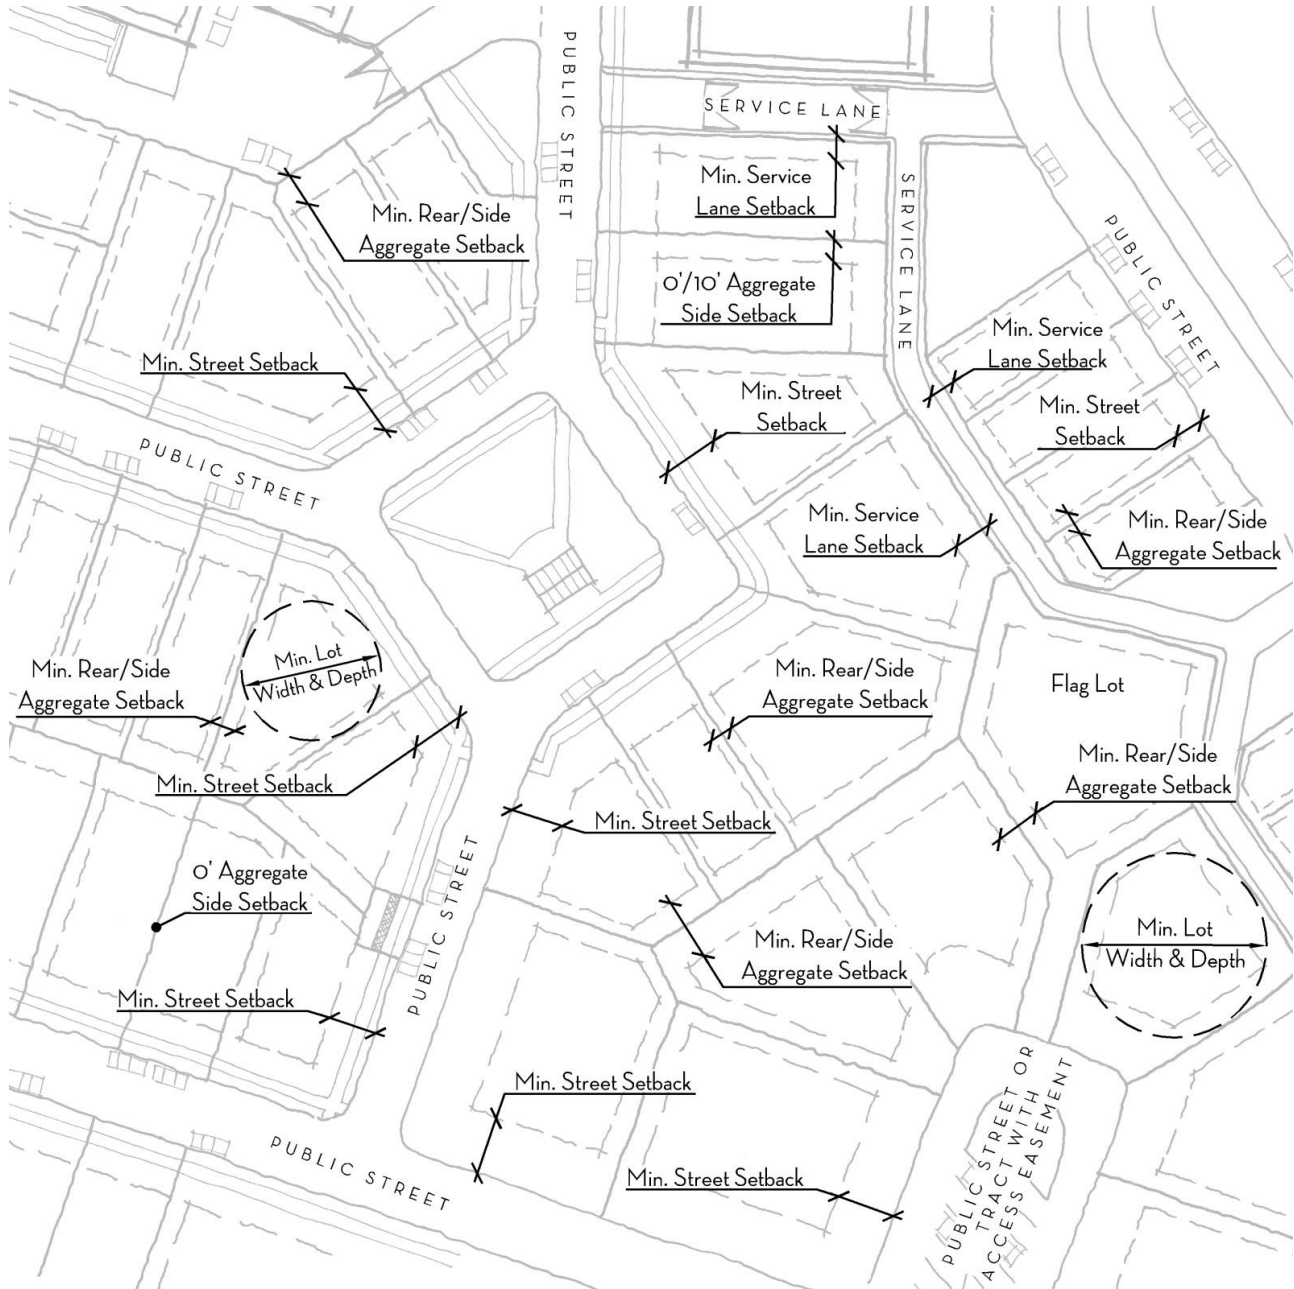 PUBLIC STREET
SERVICE LANE
Min. Service
Lane Setback
SERVICE LANE
Min. Rear/Side
Aggregate Setback
PUBLIC STREET
0'/10' Aggregate
Side Setback
Min. Service
Lane Setback
Min. Street Setback
Min. Street
Setback
Min. Street
Setback
PUBLIC STREET
Min. Service
Lane Setback
Min. Rear/Side
Aggregate Setback
Min. Lot
Width & Depth
Min. Rear/Side
Aggregate Setback
Min. Rear/Side
Aggregate Setback
Flag Lot
Min. Street Setback
Min. Rear/Side
Aggregate Setback
Min. Street Setback
0' Aggregate
Side Setback
PUBLIC STREET
Min. Lot
Width & Depth
Min. Rear/Side
Aggregate Setback
Min. Street Setback
Min. Street Setback
PUBLIC STREET
Min. Street Setback
PUBLIC STREET OR
TRACT WITH
ACCESS EASEMENT